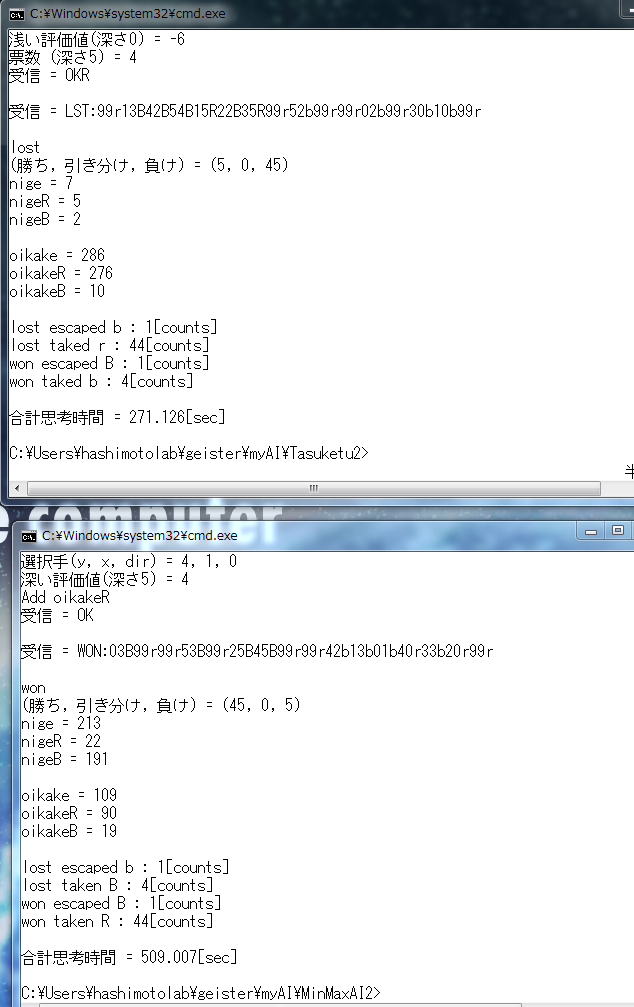 C:¥Windows¥system32¥cmd.exe
浅い評価値(深さ0) = -6
票数 (深さ5) = 4
受信 = OKR
受信 = LST:99r13B42B54B15R22B35R99r52b99r99r02b99r30b10b99r
lost
(勝ち, 引き分け, 負け) = (5, 0, 45)
nige = 7
nigeR = 5
nigeB = 2
oikake = 286
oikakeR = 276
oikakeB = 10
lost escaped b : 1[counts]
lost taked r : 44[counts]
won escaped B : 1[counts]
won taked b : 4[counts]
合計思考時間 = 271.126[sec]
C:¥Users¥hashimotolab¥geister¥myAI¥Tasuketu2>
半
e computer
C:¥Windows¥system32¥cmd.exe
選択手(y, x, dir) = 4, 1, 0
深い評価値(深さ5) = 4
Add oikakeR
受信 = OK
受信 = WON:03B99r99r53B99r25B45B99r99r42b13b01b40r33b20r99r
won
(勝ち, 引き分け, 負け) = (45, 0, 5)
nige = 213
nigeR = 22
nigeB = 191
oikake = 109
oikakeR = 90
oikakeB = 19
lost escaped b : 1[counts]
lost taken B : 4[counts]
won escaped B : 1[counts]
won taken R : 44[counts]
合計思考時間 = 509.007[sec]
C:¥Users¥hashimotolab¥geister¥myAI¥MinMaxAI2>